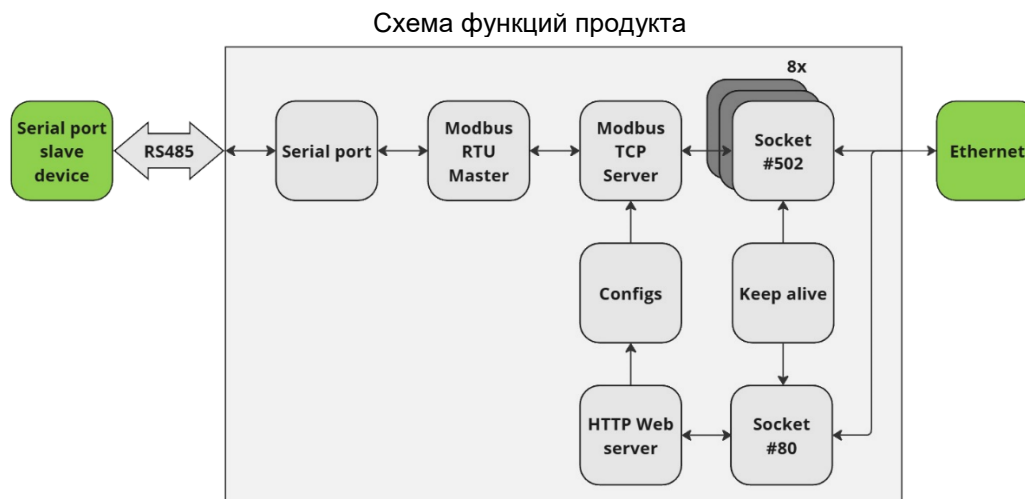 Схема функций продукта
8x
Serial port
slave
device
RS485
Serial port
Modbus
RTU
Master
Modbus
TCP
Server
Socket
#502
Ethernet
Configs
Keep alive
HTTP Web
server
Socket
#80